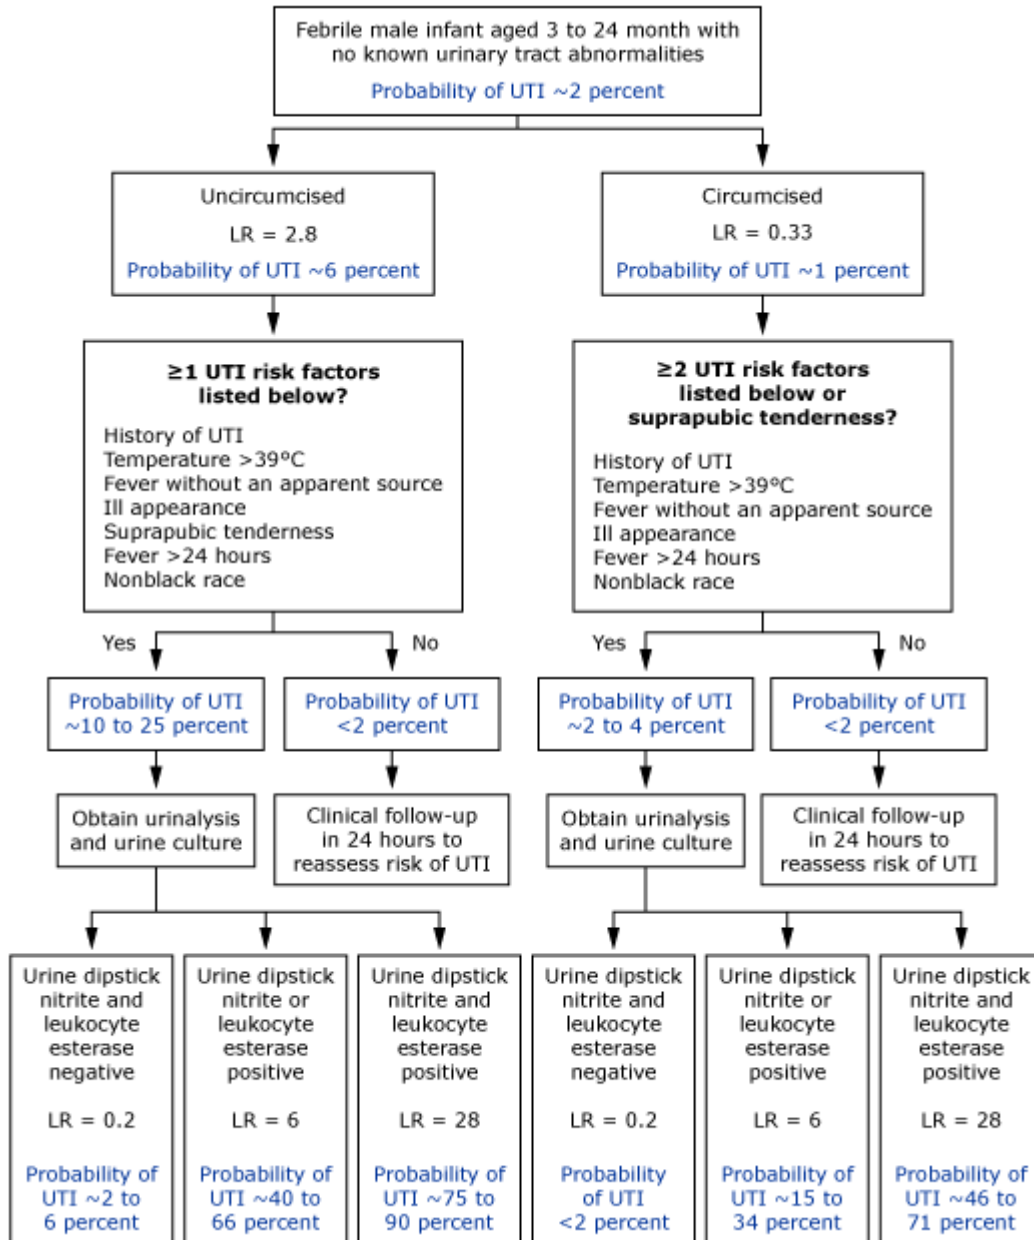 Febrile male infant aged 3 to 24 month with
no known urinary tract abnormalities
Probability of UTI ~2 percent
Uncircumcised
LR = 2.8
Probability of UTI ~6 percent
Circumcised
LR = 0.33
Probability of UTI ~1 percent
≥1 UTI risk factors
listed below?
History of UTI
Temperature >39°C
Fever without an apparent source
Ill appearance
Suprapubic tenderness
Fever >24 hours
Nonblack race
≥2 UTI risk factors
listed below or
suprapubic tenderness?
History of UTI
Temperature >39°C
Fever without an apparent source
Ill appearance
Fever >24 hours
Nonblack race
Yes
No
Yes
No
Probability of UTI
~10 to 25 percent
Probability of UTI
<2 percent
Probability of UTI
~2 to 4 percent
Probability of UTI
<2 percent
Obtain urinalysis
and urine culture
Clinical follow-up
in 24 hours to
reassess risk of UTI
Obtain urinalysis
and urine culture
Clinical follow-up
in 24 hours to
reassess risk of UTI
Urine dipstick
nitrite and
leukocyte
esterase
negative
LR = 0.2
Probability of
UTI ~2 to
6 percent
Urine dipstick
nitrite or
leukocyte
esterase
positive
LR = 6
Probability of
UTI ~40 to
66 percent
Urine dipstick
nitrite and
leukocyte
esterase
positive
LR = 28
Probability of
UTI ~75 to
90 percent
Urine dipstick
nitrite and
leukocyte
esterase
negative
LR = 0.2
Probability
of UTI
<2 percent
Urine dipstick
nitrite or
leukocyte
esterase
positive
LR = 6
Probability of
UTI ~15 to
34 percent
Urine dipstick
nitrite and
leukocyte
esterase
positive
LR = 28
Probability of
UTI ~46 to
71 percent